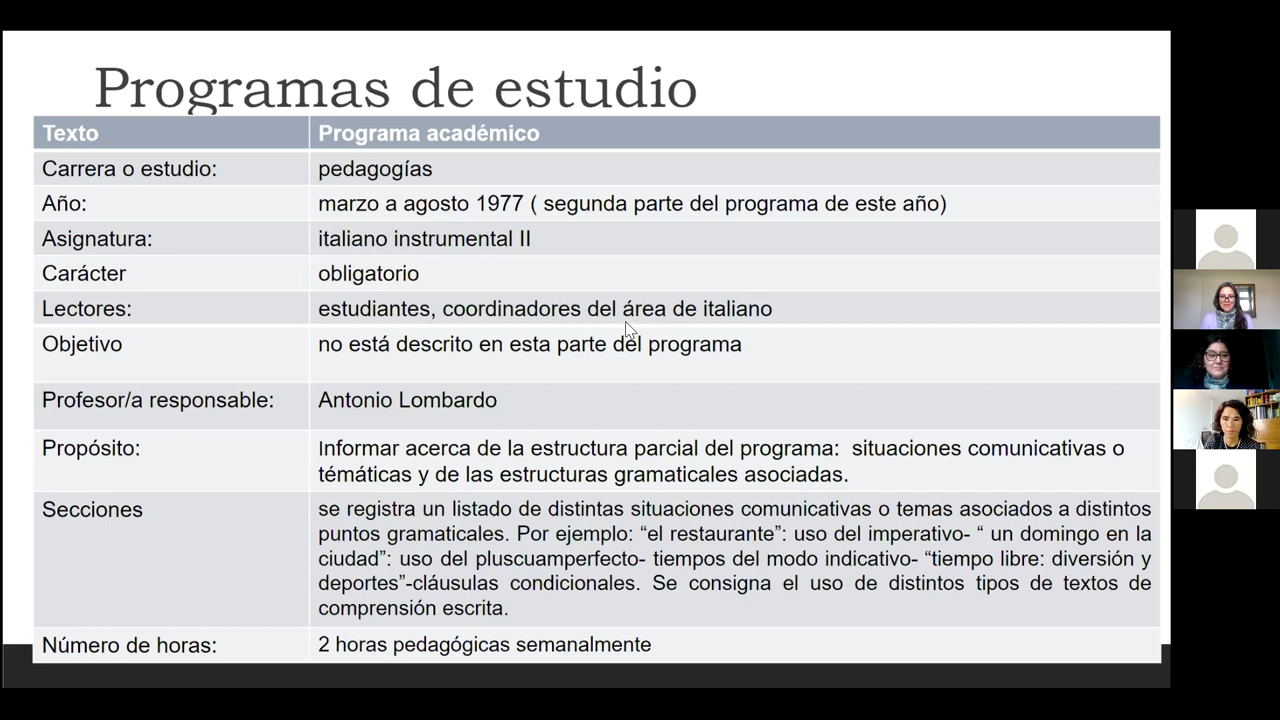 Programas de estudio
Texto
Programa académico
Carrera o estudio:
pedagogías
Año:
marzo a agosto 1977 ( segunda parte del programa de este año)
Asignatura:
italiano instrumental II
Carácter
obligatorio
Lectores:
estudiantes, coordinadores del área de italiano
Objetivo
no está descrito en esta parte del programa
Profesor/a responsable:
Antonio Lombardo
Propósito:
Informar acerca de la estructura parcial del programa:  situaciones comunicativas o
témáticas y de las estructuras gramaticales asociadas.
Secciones
se registra un listado de distintas situaciones comunicativas o temas asociados a distintos
puntos gramaticales. Por ejemplo: “el restaurante”: uso del imperativo- “ un domingo en la
ciudad”: uso del pluscuamperfecto- tiempos del modo indicativo- “tiempo libre: diversión y
deportes”-cláusulas condicionales. Se consigna el uso de distintos tipos de textos de
comprensión escrita.
Número de horas:
2 horas pedagógicas semanalmente